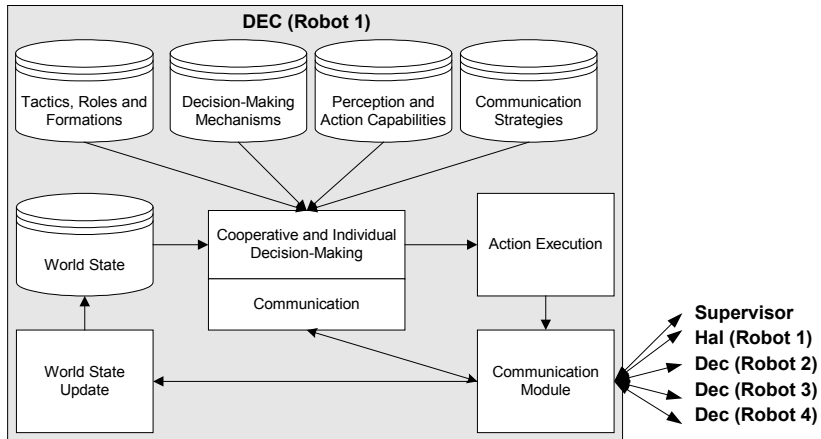 DEC (Robot 1)
Tactics, Roles and
Formations
Decision-Making
Mechanisms
Perception and
Action Capabilities
Communication
Strategies
World State
Cooperative and Individual
Decision-Making
Communication
Action Execution
World State
Update
Communication
Module
Supervisor
Hal (Robot 1)
Dec (Robot 2)
Dec (Robot 3)
Dec (Robot 4)